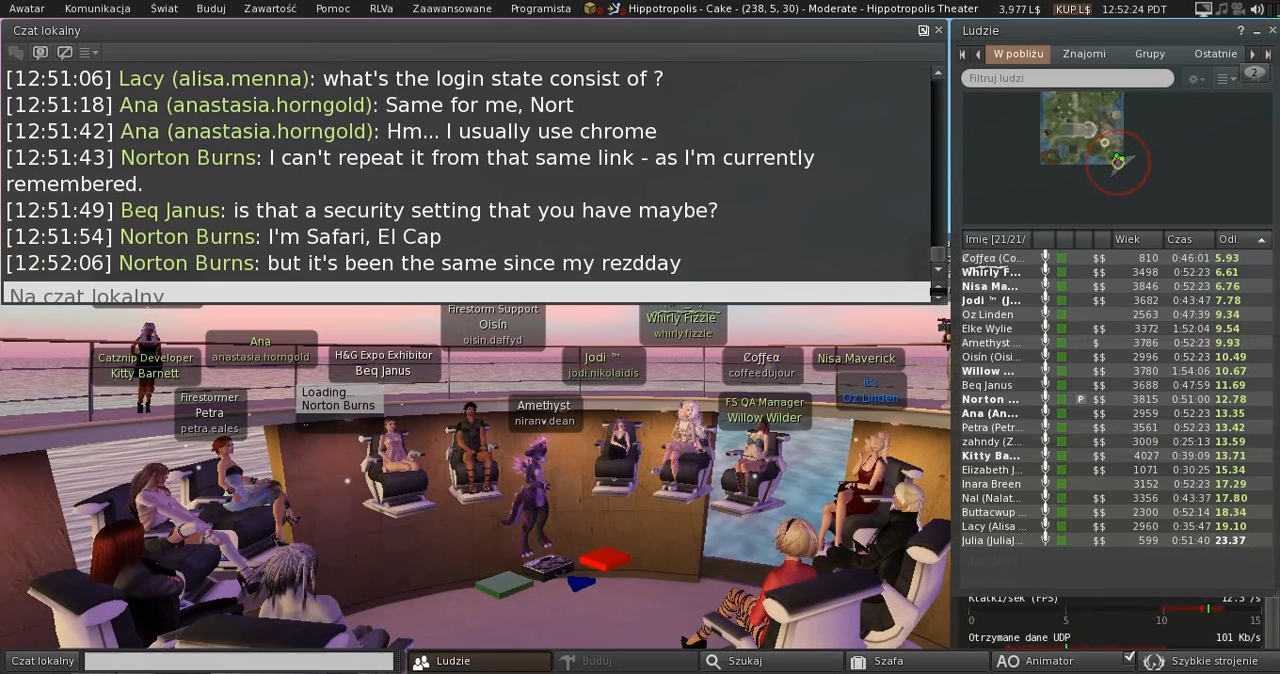 Awatar Komunikacja Świat Buduj Zawartość Pomoc RLVa Zaawansowane Programista Hippotropolis - Cake - (238, 5, 30) - Moderate - Hippotropolis Theater 3,977 L$ KUP L$ 12:52:24 PDT
Czat lokalny
[12:51:06] Lacy (alisa.menna): what's the login state consist of ?
[12:51:18] Ana (anastasia.horngold): Same for me, Nort
[12:51:42] Ana (anastasia.horngold): Hm... I usually use chrome
[12:51:43] Norton Burns: I can't repeat it from that same link - as I'm currently
remembered.
[12:51:49] Beq Janus: is that a security setting that you have maybe?
[12:51:54] Norton Burns: I'm Safari, El Cap
[12:52:06] Norton Burns: but it's been the same since my rezdday
Na czat lokalny
Ludzie
W pobliżu Znajomi Grupy Ostatnie
Filtruj ludzi
2
Imię [21/21/ Wiek Czas Odl.
Ȼoffєα (Co... $$ 810 0:46:01 5.93
Whirly F... $$ 3498 0:52:23 6.61
Nisa Ma... $$ 3846 0:52:23 6.76
Jodi ™ (J... $$ 3682 0:43:47 7.78
Oz Linden 2563 0:47:39 9.34
Elke Wylie $$ 3372 1:52:04 9.54
Amethyst ... $ 3786 0:52:23 9.93
Oisín (Oisi... $$ 2996 0:52:23 10.49
Willow ... $$ 3780 1:54:06 10.67
Beq Janus $$ 3688 0:47:59 11.69
Norton ... P $$ 3815 0:51:00 12.78
Ana (An... $$ 2959 0:52:23 13.35
Petra (Petr... $$ 3561 0:52:23 13.42
zahndy (Z... $$ 3009 0:25:13 13.59
Kitty Ba... $$ 4027 0:39:09 13.71
Elizabeth J... $$ 1071 0:30:25 15.34
Inara Breen 3152 0:52:23 17.29
Nal (Nalat... $$ 3356 0:43:37 17.80
Buttacwup ... $$ 2300 0:52:14 18.34
Lacy (Alisa ... $$ 2960 0:35:47 19.10
Julia (JuliaJ... $$ 599 0:51:40 23.37
Klatki/sek (FPS) 12.3 /s
0 5 10 15
Otrzymane dane UDP 101 Kb/s
Firestorm Support
Oisín
oisin.daffyd
Whirly Fizzle
whirly.fizzle
Catznip Developer
Kitty Barnett
Ana
anastasia.horngold
H&G Expo Exhibitor
Beq Janus
Jodi ™
jodi.nikolaidis
Ȼoffєα
coffeedujour
Nisa Maverick
It's
Oz Linden
Firestormer
Petra
petra.eales
Loading...
Norton Burns
Amethyst
niranv.dean
FS QA Manager
Willow Wilder
Czat lokalny Ludzie Buduj Szukaj Szafa AO Animator Szybkie strojenie